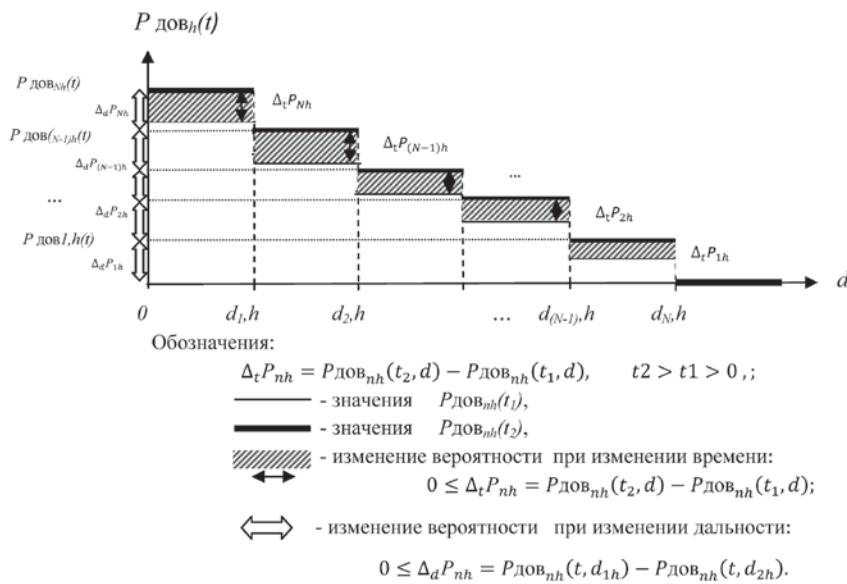 P дов_h(t)
P дов_Nh(t)
Δ_dP_Nh
Δ_tP_Nh
P дов_(N-1)h(t)
Δ_dP_(N−1)h
Δ_tP_(N−1)h
...
...
Δ_dP_2h
Δ_tP_2h
P дов1,h(t)
Δ_dP_1h
Δ_tP_1h
0 d_1,h d_2,h ... d_(N-1),h d_N,h d
Обозначения:
Δ_tP_nh = Pдов_nh(t_2, d) − Pдов_nh(t_1, d), t2 > t1 > 0 ,;
- значения Pдов_nh(t_1),
- значения Pдов_nh(t_2),
- изменение вероятности при изменении времени:
0 ≤ Δ_tP_nh = Pдов_nh(t_2, d) − Pдов_nh(t_1, d);
- изменение вероятности при изменении дальности:
0 ≤ Δ_dP_nh = Pдов_nh(t, d_1h) − Pдов_nh(t, d_2h).